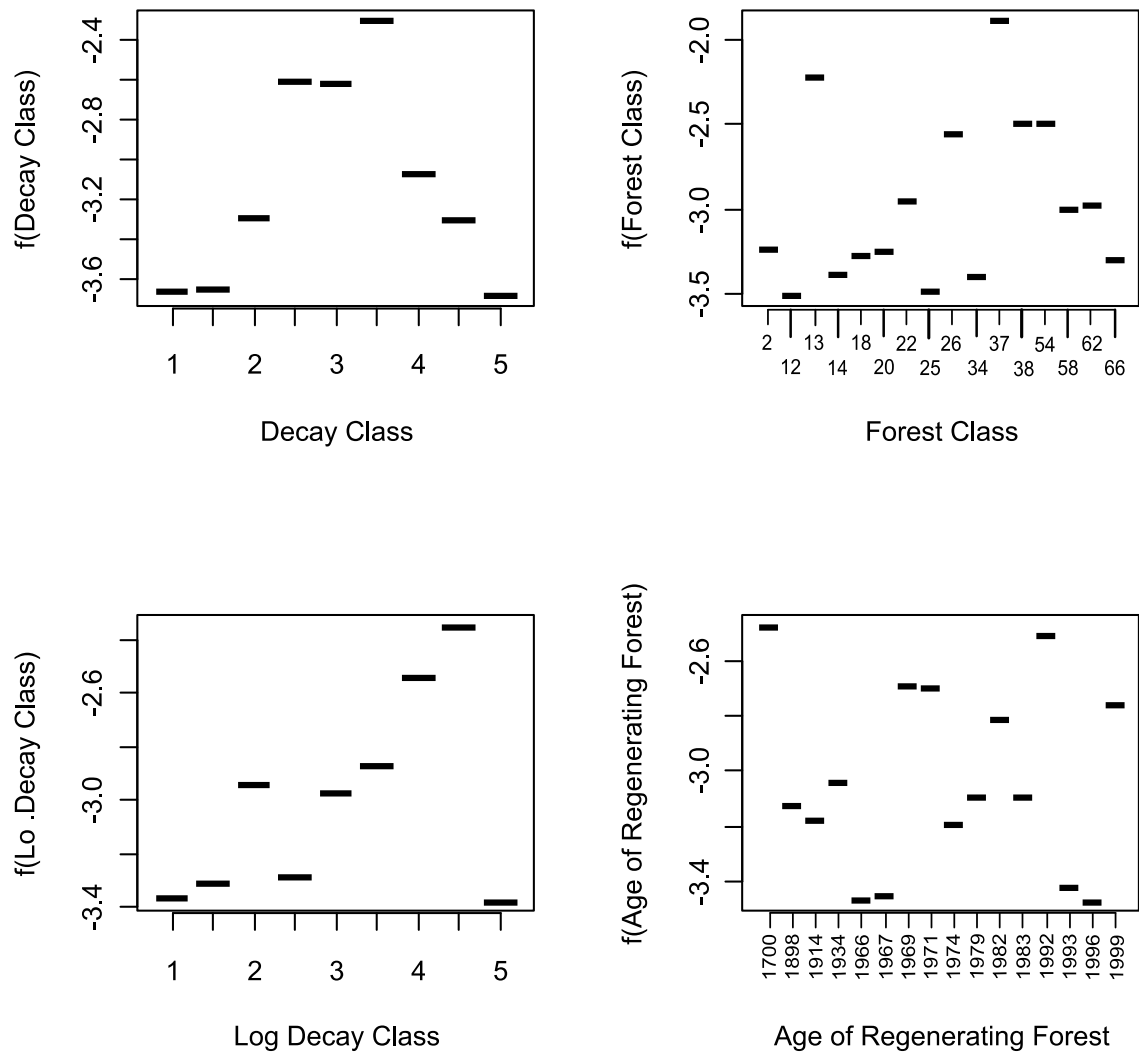 f(Decay Class)
-2.4
-2.8
-3.2
-3.6
1 2 3 4 5
Decay Class
f(Forest Class)
-2.0
-2.5
-3.0
-3.5
2 13 18 22 26 37 54 62
12 14 20 25 34 38 58 66
Forest Class
f(Lo .Decay Class)
-2.6
-3.0
-3.4
1 2 3 4 5
Log Decay Class
f(Age of Regenerating Forest)
-2.6
-3.0
-3.4
1700 1898 1914 1934 1966 1967 1969 1971 1974 1979 1982 1983 1992 1993 1996 1999
Age of Regenerating Forest